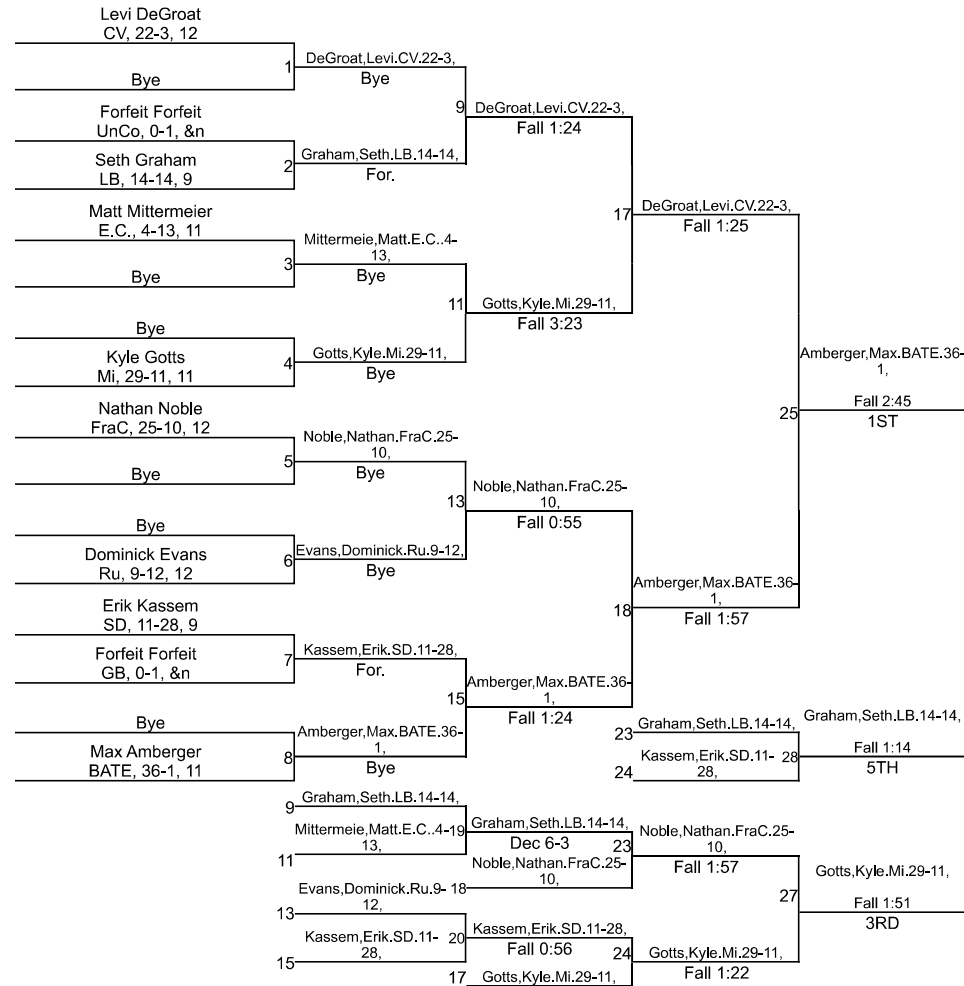 Levi DeGroat
CV, 22-3, 12
1
DeGroat,Levi.CV.22-3,
Bye
Bye
9
DeGroat,Levi.CV.22-3,
Fall 1:24
Forfeit Forfeit
UnCo, 0-1, &n
2
Graham,Seth.LB.14-14,
For.
Seth Graham
LB, 14-14, 9
17
DeGroat,Levi.CV.22-3,
Fall 1:25
Matt Mittermeier
E.C., 4-13, 11
3
Mittermeie,Matt.E.C..4-
13,
Bye
Bye
11
Gotts,Kyle.Mi.29-11,
Fall 3:23
Bye
4
Gotts,Kyle.Mi.29-11,
Bye
Kyle Gotts
Mi, 29-11, 11
25
Amberger,Max.BATE.36-
1,
Fall 2:45
1ST
Nathan Noble
FraC, 25-10, 12
5
Noble,Nathan.FraC.25-
10,
Bye
Bye
13
Noble,Nathan.FraC.25-
10,
Fall 0:55
Bye
6
Evans,Dominick.Ru.9-12,
Bye
Dominick Evans
Ru, 9-12, 12
18
Amberger,Max.BATE.36-
1,
Fall 1:57
Erik Kassem
SD, 11-28, 9
7
Kassem,Erik.SD.11-28,
For.
Forfeit Forfeit
GB, 0-1, &n
15
Amberger,Max.BATE.36-
1,
Fall 1:24
Bye
8
Amberger,Max.BATE.36-
1,
Bye
Max Amberger
BATE, 36-1, 11
23
Graham,Seth.LB.14-14,
24
Kassem,Erik.SD.11-
28,
28
Graham,Seth.LB.14-14,
Fall 1:14
5TH
9
Graham,Seth.LB.14-14,
11
Mittermeie,Matt.E.C..4-
13,
19
Graham,Seth.LB.14-14,
Dec 6-3
18
Noble,Nathan.FraC.25-
10,
23
Noble,Nathan.FraC.25-
10,
Fall 1:57
13
Evans,Dominick.Ru.9-
12,
15
Kassem,Erik.SD.11-
28,
20
Kassem,Erik.SD.11-28,
Fall 0:56
17
Gotts,Kyle.Mi.29-11,
24
Gotts,Kyle.Mi.29-11,
Fall 1:22
27
Gotts,Kyle.Mi.29-11,
Fall 1:51
3RD